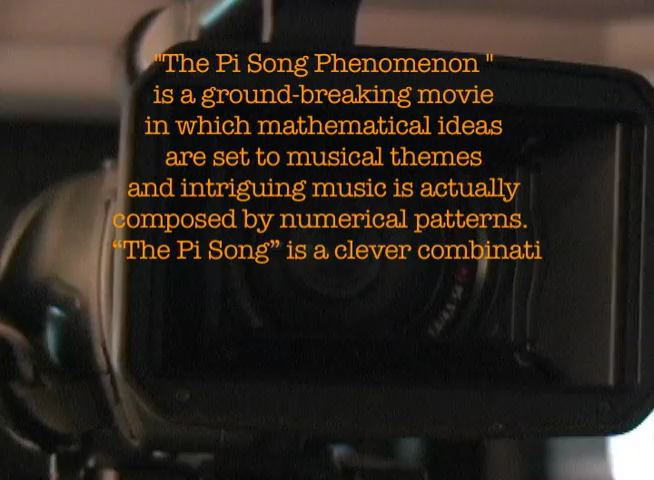 "The Pi Song Phenomenon "
is a ground-breaking movie
in which mathematical ideas
are set to musical themes
and intriguing music is actually
composed by numerical patterns.
“The Pi Song” is a clever combinati